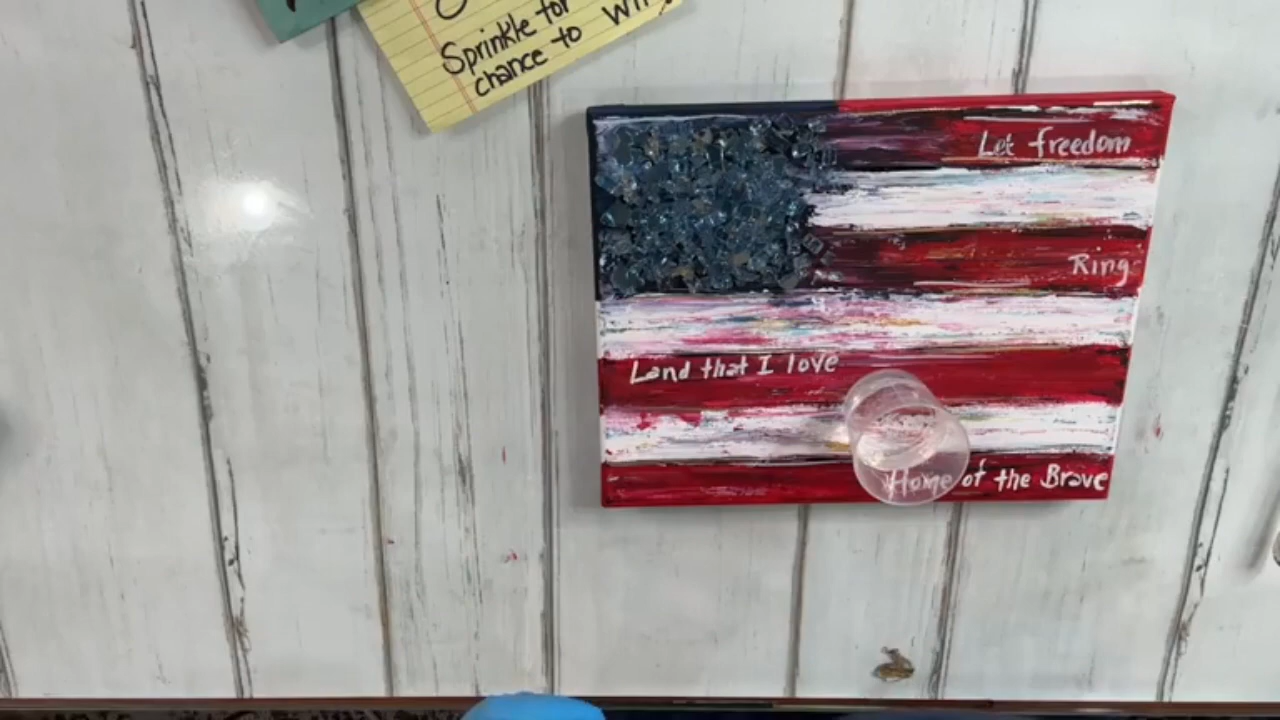 Sprinkle for
chance to
Let freedom
Ring
Land that I love
Home of the Brave